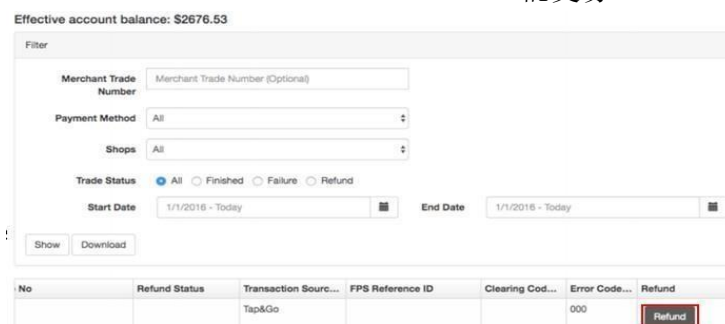 Effective account balance: $2676.53
Filter
Merchant Trade Number
Merchant Trade Number (Optional)
Payment Method All
Shops All
Trade Status All Finished Failure Refund
Start Date 1/1/2016 - Today End Date 1/1/2016 - Today
Show Download
No Refund Status Transaction Sourc... FPS Reference ID Clearing Cod... Error Code... Refund
Tap&Go 000 Refund